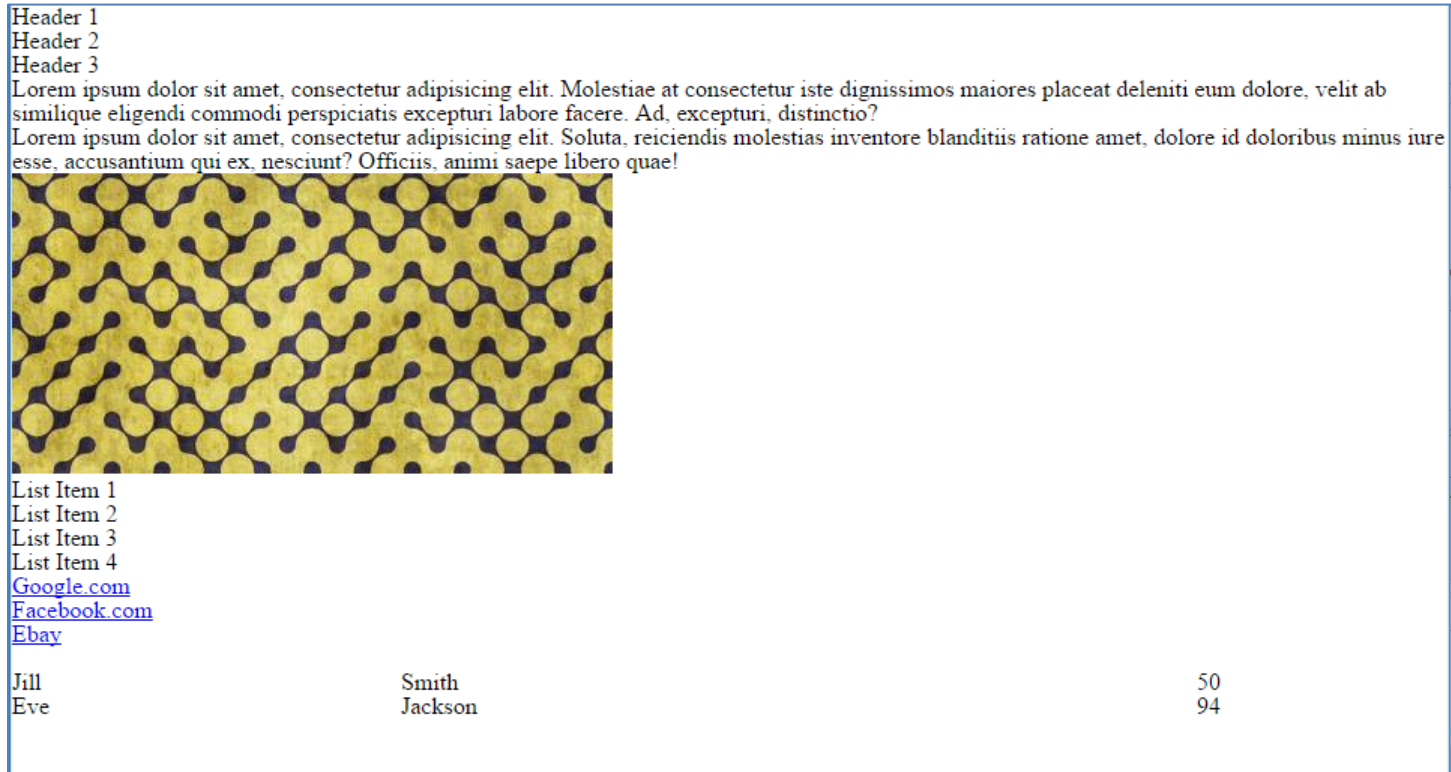 Header 1
Header 2
Header 3
Lorem ipsum dolor sit amet, consectetur adipisicing elit. Molestiae at consectetur iste dignissimos maiores placeat deleniti eum dolore, velit ab
similique eligendi commodi perspiciatis excepturi labore facere. Ad, excepturi, distinctio?
Lorem ipsum dolor sit amet, consectetur adipisicing elit. Soluta, reiciendis molestias inventore blanditiis ratione amet, dolore id doloribus minus iure
esse, accusantium qui ex, nesciunt? Officiis, animi saepe libero quae!
List Item 1
List Item 2
List Item 3
List Item 4
Google.com
Facebook.com
Ebay
Jill Smith 50
Eve Jackson 94